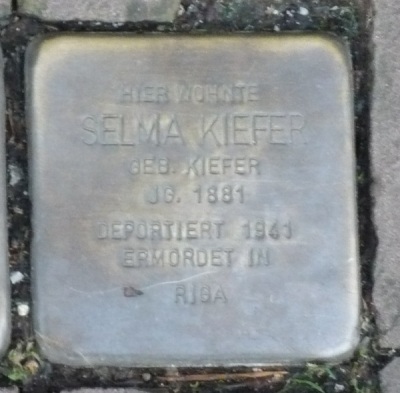 HIER WOHNTE
SELMA KIEFER
GEB. KIEFER
JG. 1881
DEPORTIERT 1941
ERMORDET IN
RIGA